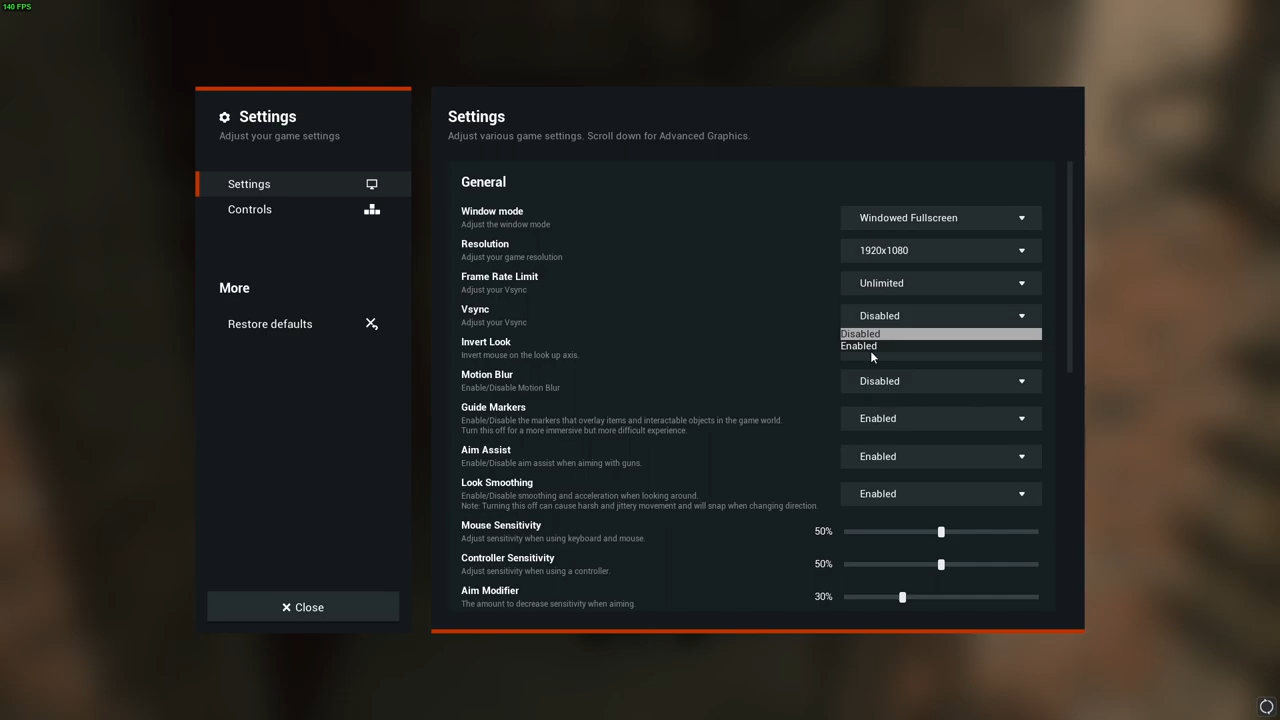 140 FPS
Settings
Adjust your game settings
Settings
Controls
More
Restore defaults
Close
Settings
Adjust various game settings. Scroll down for Advanced Graphics.
General
Window mode
Adjust the window mode
Windowed Fullscreen
Resolution
Adjust your game resolution
1920x1080
Frame Rate Limit
Adjust your Vsync
Unlimited
Vsync
Adjust your Vsync
Disabled
Disabled
Enabled
Invert Look
Invert mouse on the look up axis.
Motion Blur
Enable/Disable Motion Blur
Disabled
Guide Markers
Enable/Disable the markers that overlay items and interactable objects in the game world.
Turn this off for a more immersive but more difficult experience.
Enabled
Aim Assist
Enable/Disable aim assist when aiming with guns.
Enabled
Look Smoothing
Enable/Disable smoothing and acceleration when looking around.
Note: Turning this off can cause harsh and jittery movement and will snap when changing direction.
Enabled
Mouse Sensitivity
Adjust sensitivity when using keyboard and mouse.
50%
Controller Sensitivity
Adjust sensitivity when using a controller.
50%
Aim Modifier
The amount to decrease sensitivity when aiming.
30%